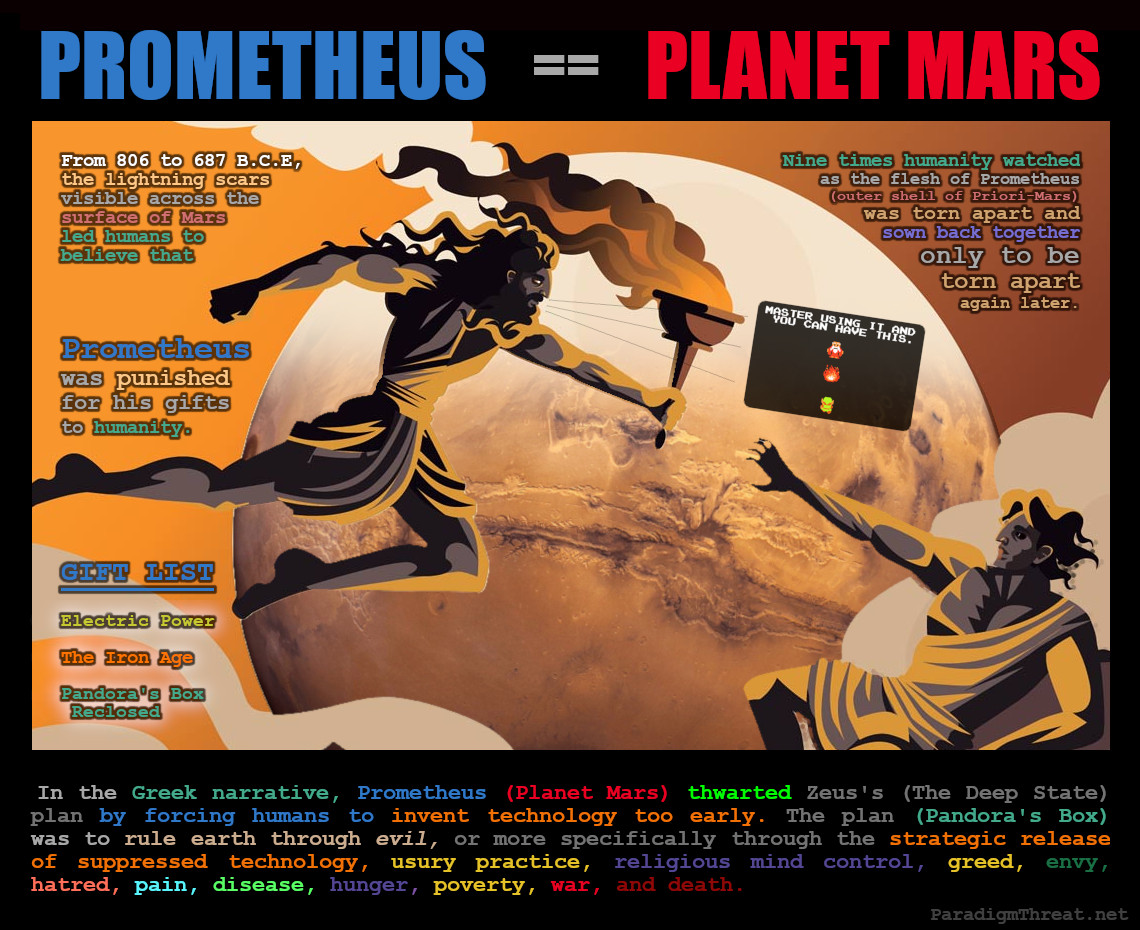 PROMETHEUS == PLANET MARS
From 806 to 687 B.C.E,
the lightning scars
visible across the
surface of Mars
led humans to
believe that
Prometheus
was punished
for his gifts
to humanity.
GIFT LIST
Electric Power
The Iron Age
Pandora's Box
Reclosed
Nine times humanity watched
as the flesh of Prometheus
(outer shell of Priori-Mars)
was torn apart and
sown back together
only to be
torn apart
again later.
MASTER USING IT AND
YOU CAN HAVE THIS.
In the Greek narrative, Prometheus (Planet Mars) thwarted Zeus's (The Deep State)
plan by forcing humans to invent technology too early. The plan (Pandora's Box)
was to rule earth through evil, or more specifically through the strategic release
of suppressed technology, usury practice, religious mind control, greed, envy,
hatred, pain, disease, hunger, poverty, war, and death.
ParadigmThreat.net